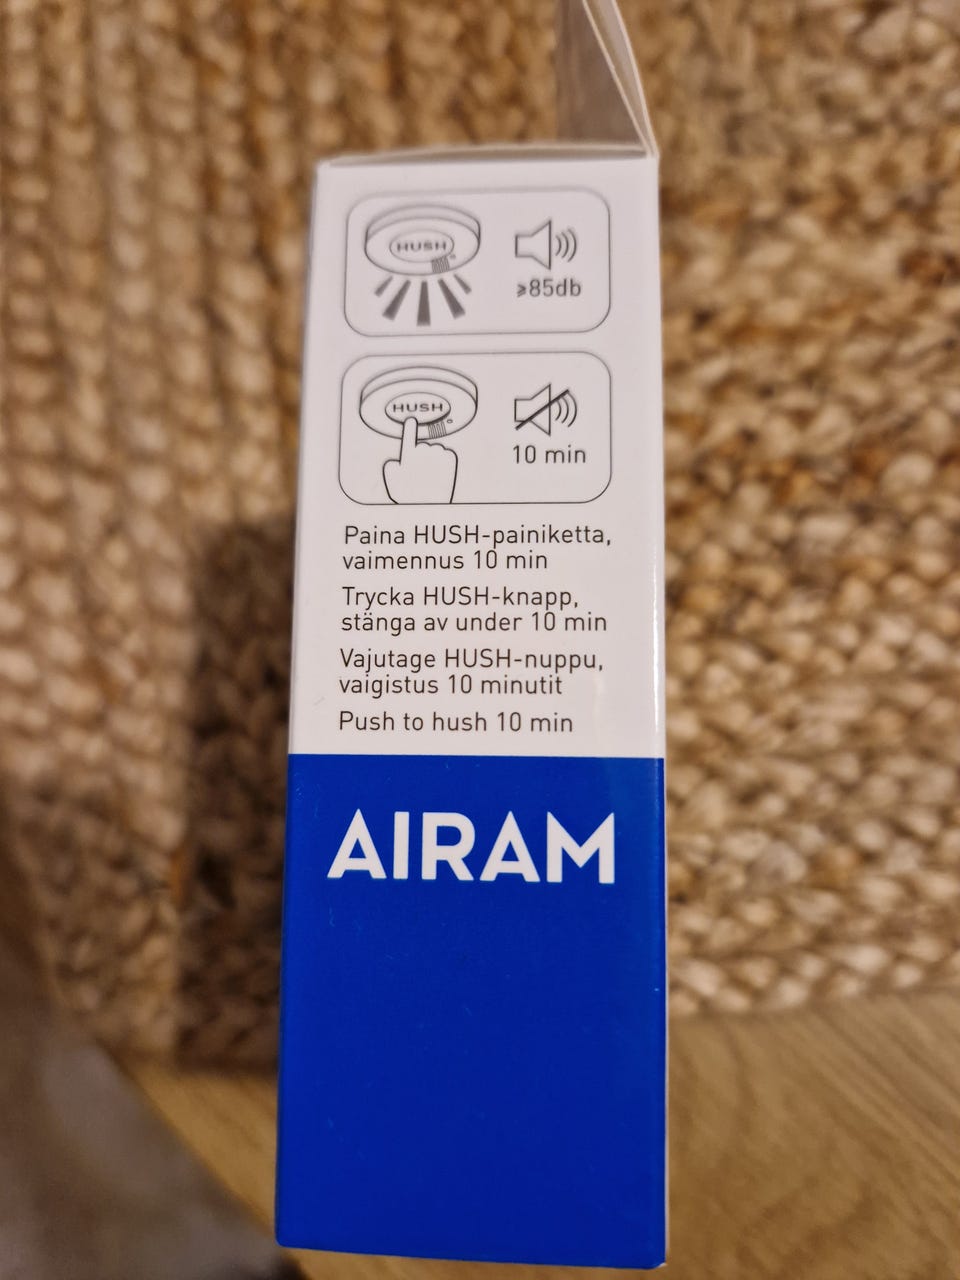 HUSH
≥85db
HUSH
10 min
Paina HUSH-painiketta,
vaimennus 10 min
Trycka HUSH-knapp,
stänga av under 10 min
Vajutage HUSH-nuppu,
vaigistus 10 minutit
Push to hush 10 min
AIRAM